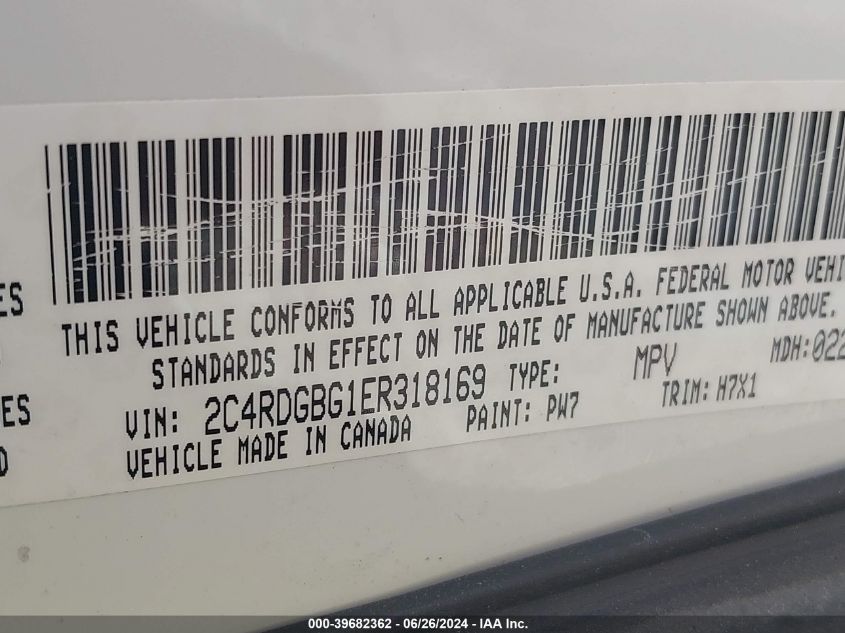 ES
THIS VEHICLE CONFORMS TO ALL APPLICABLE U.S.A. FEDERAL MOTOR VEHI
STANDARDS IN EFFECT ON THE DATE OF MANUFACTURE SHOWN ABOVE.
ES
VIN: 2C4RDGBG1ER318169 TYPE: MPV MDH:022
D
VEHICLE MADE IN CANADA PAINT: PW7 TRIM: H7X1
000-39682362 - 06/26/2024 - IAA Inc.